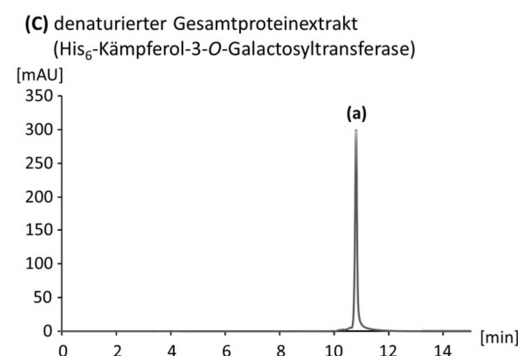 (C) denaturierter Gesamtproteinextrakt
(His₆-Kämpferol-3-O-Galactosyltransferase)
[mAU]
350
300
250
200
150
100
50
0
(a)
0 2 4 6 8 10 12 14 [min]